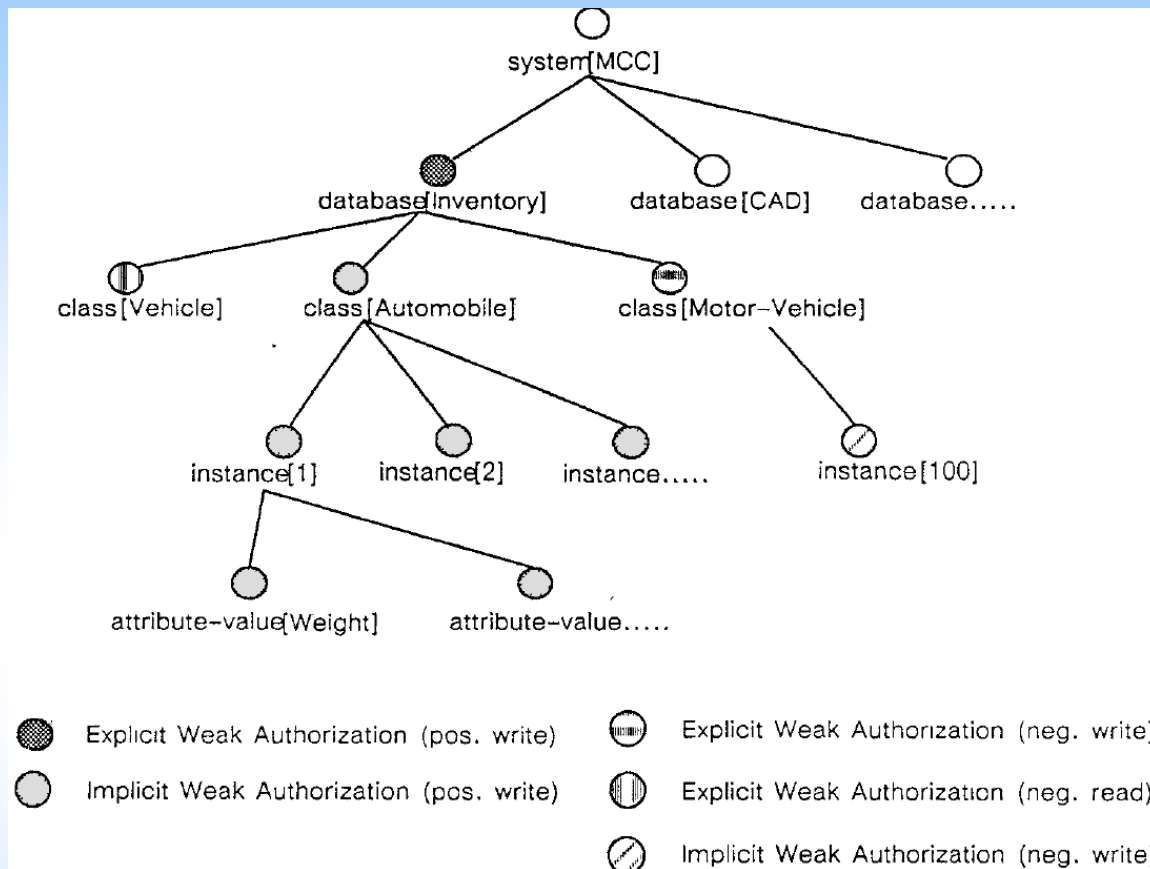 system[MCC]
database[Inventory] database[CAD] database.....
class[Vehicle] class[Automobile] class[Motor-Vehicle]
instance[1] instance[2] instance..... instance[100]
attribute-value[Weight] attribute-value.....
Explicit Weak Authorization (pos. write) Explicit Weak Authorization (neg. write)
Implicit Weak Authorization (pos. write) Explicit Weak Authorization (neg. read)
Implicit Weak Authorization (neg. write)